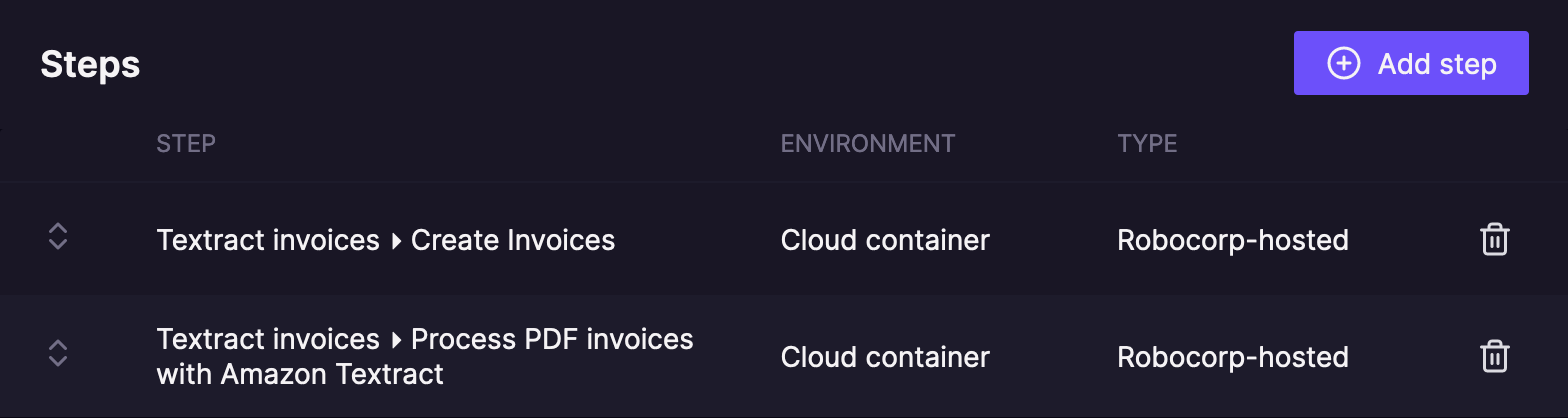 Steps
Add step
STEP ENVIRONMENT TYPE
Textract invoices ▸ Create Invoices Cloud container Robocorp-hosted
Textract invoices ▸ Process PDF invoices
with Amazon Textract Cloud container Robocorp-hosted